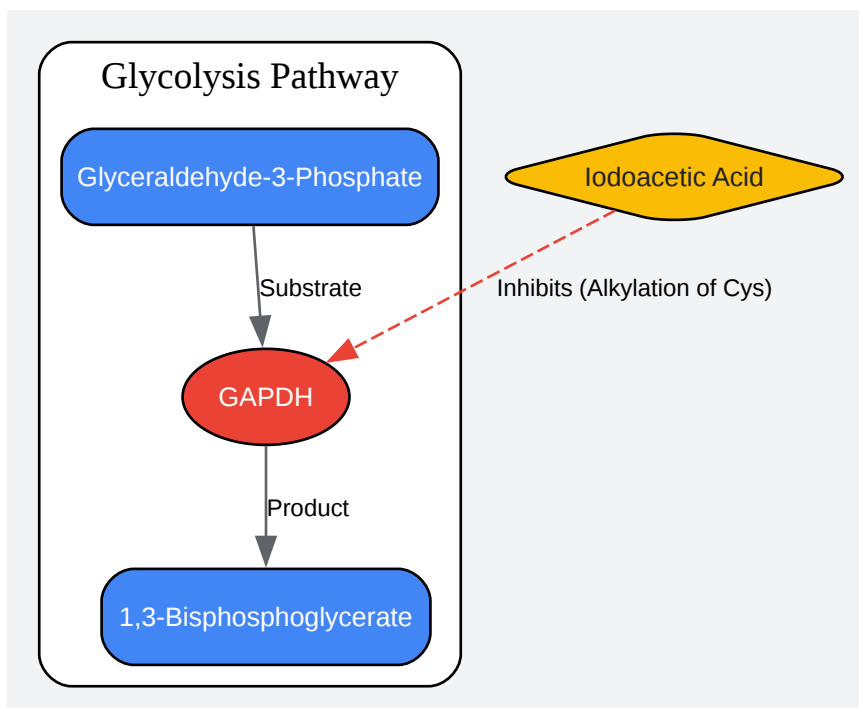 Glycolysis Pathway
Glyceraldehyde-3-Phosphate
Iodoacetic Acid
Substrate
Inhibits (Alkylation of Cys)
GAPDH
Product
1,3-Bisphosphoglycerate